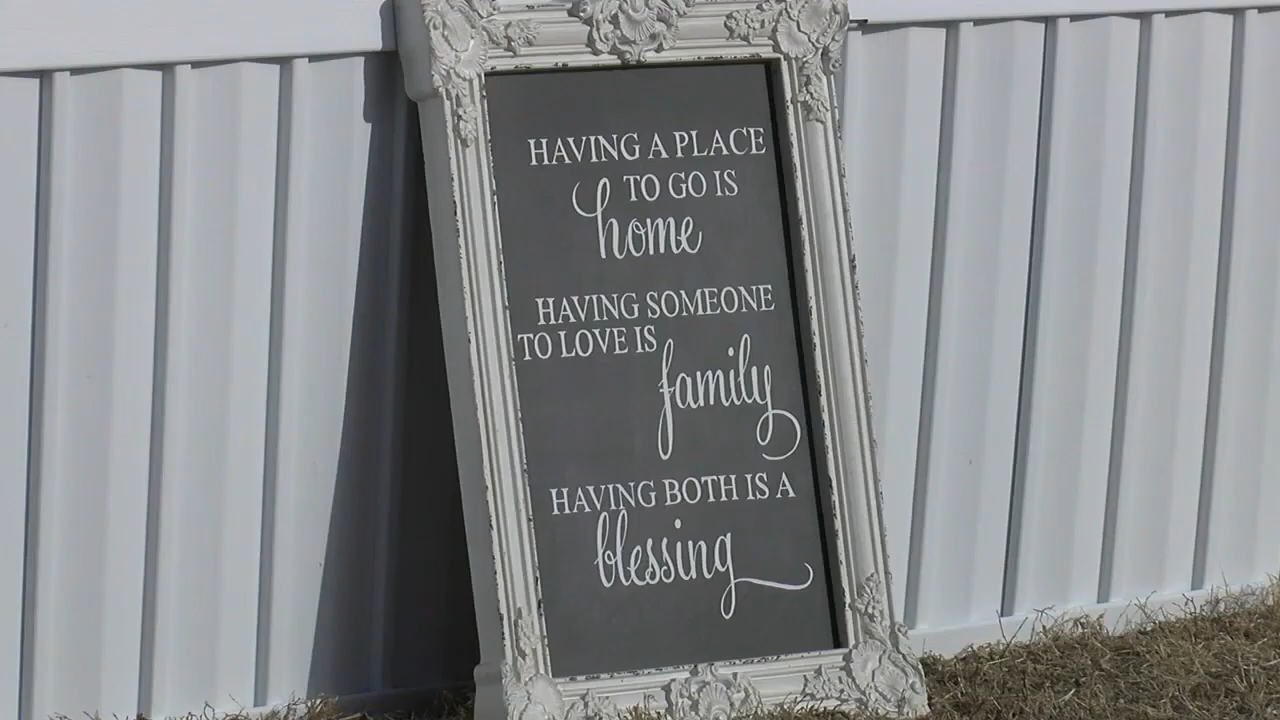 HAVING A PLACE
TO GO IS
home
HAVING SOMEONE
TO LOVE IS
family
HAVING BOTH IS A
blessing